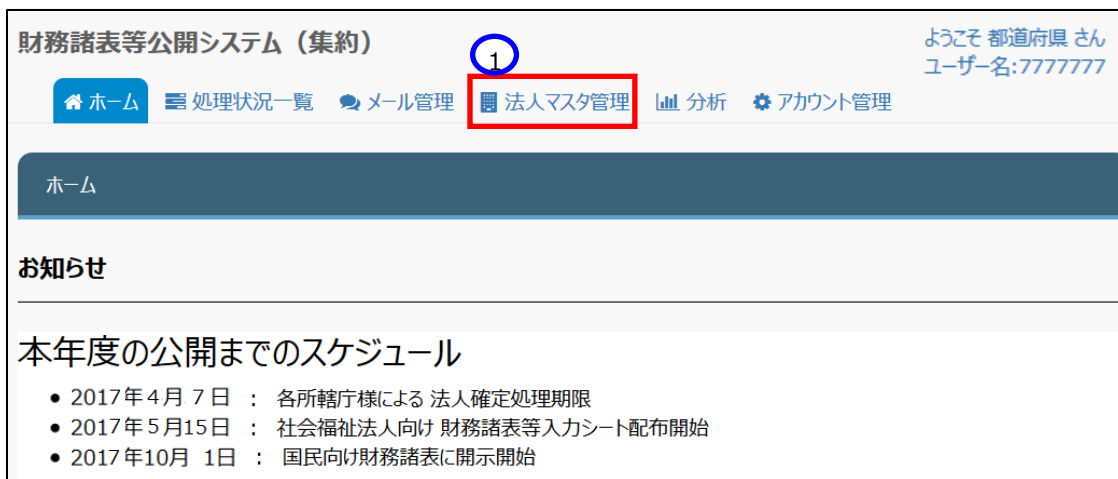 財務諸表等公開システム（集約）
ようこそ 都道府県 さん
ユーザー名:7777777
1
ホーム 処理状況一覧 メール管理 法人マスタ管理 分析 アカウント管理
ホーム
お知らせ
本年度の公開までのスケジュール
● 2017年4月 7日 ： 各所轄庁様による 法人確定処理期限
● 2017年5月15日 ： 社会福祉法人向け 財務諸表等入力シート配布開始
● 2017年10月 1日 ： 国民向け財務諸表に開示開始